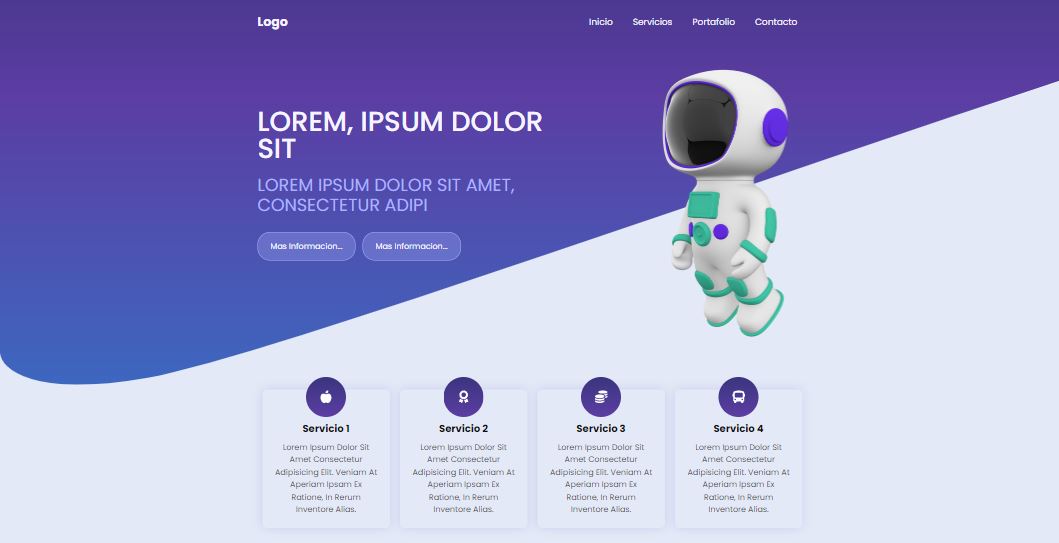 Logo
Inicio Servicios Portafolio Contacto
LOREM, IPSUM DOLOR
SIT
LOREM IPSUM DOLOR SIT AMET,
CONSECTETUR ADIPI
Mas Informacion... Mas Informacion...
Servicio 1
Lorem Ipsum Dolor Sit
Amet Consectetur
Adipisicing Elit. Veniam At
Aperiam Ipsam Ex
Ratione, In Rerum
Inventore Alias.
Servicio 2
Lorem Ipsum Dolor Sit
Amet Consectetur
Adipisicing Elit. Veniam At
Aperiam Ipsam Ex
Ratione, In Rerum
Inventore Alias.
Servicio 3
Lorem Ipsum Dolor Sit
Amet Consectetur
Adipisicing Elit. Veniam At
Aperiam Ipsam Ex
Ratione, In Rerum
Inventore Alias.
Servicio 4
Lorem Ipsum Dolor Sit
Amet Consectetur
Adipisicing Elit. Veniam At
Aperiam Ipsam Ex
Ratione, In Rerum
Inventore Alias.